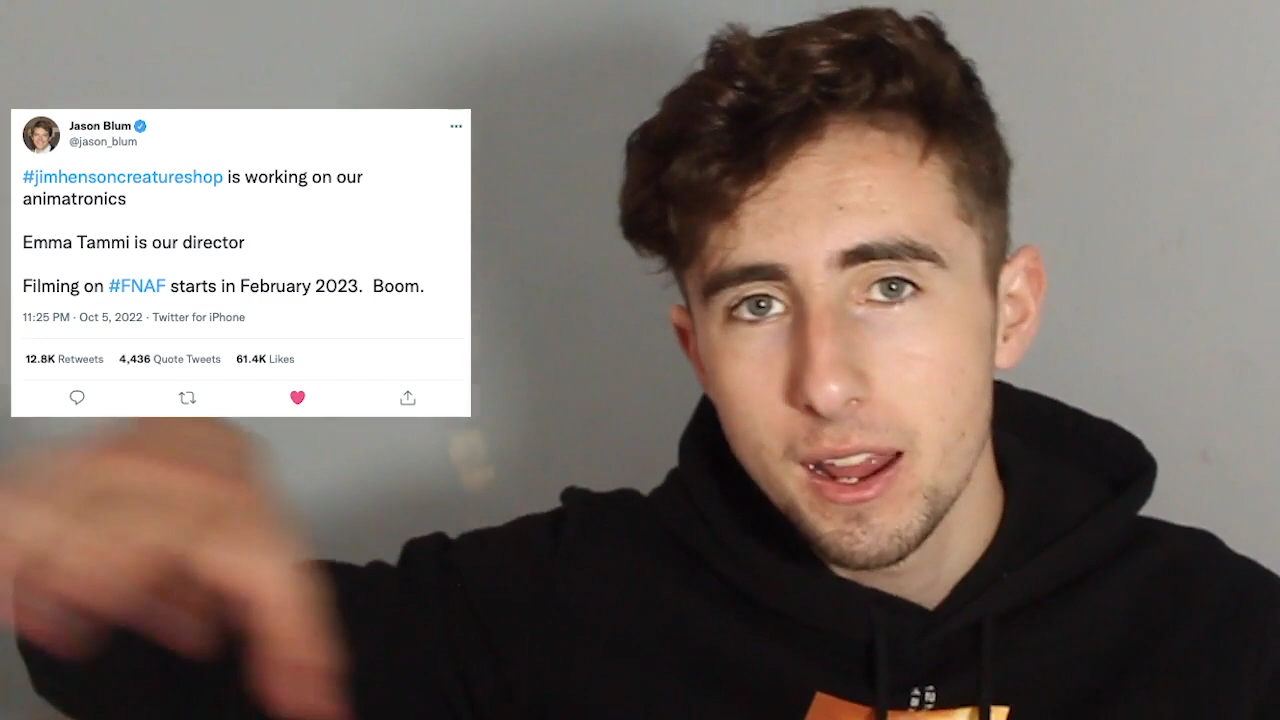 Jason Blum
@jason_blum
#jimhensoncreatureshop is working on our
animatronics
Emma Tammi is our director
Filming on #FNAF starts in February 2023.  Boom.
11:25 PM · Oct 5, 2022 · Twitter for iPhone
12.8K Retweets 4,436 Quote Tweets 61.4K Likes